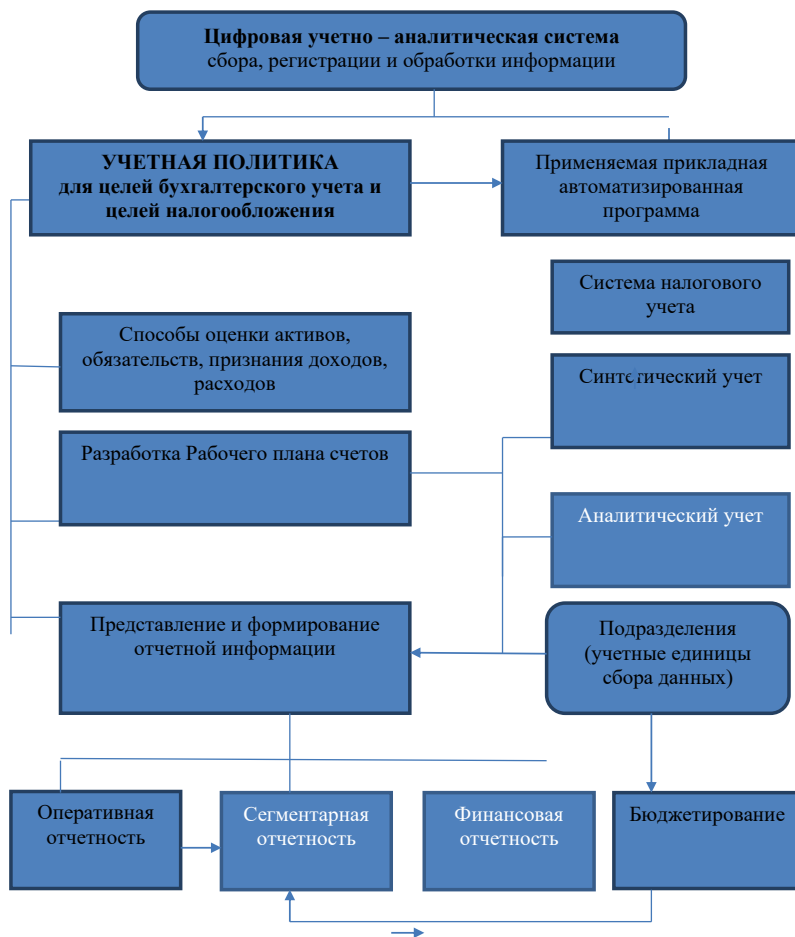 Цифровая учетно – аналитическая система
сбора, регистрации и обработки информации
УЧЕТНАЯ ПОЛИТИКА
для целей бухгалтерского учета и
целей налогообложения
Применяемая прикладная
автоматизированная
программа
Система налогового
учета
Способы оценки активов,
обязательств, признания доходов,
расходов
Синтетический учет
Разработка Рабочего плана счетов
Аналитический учет
Представление и формирование
отчетной информации
Подразделения
(учетные единицы
сбора данных)
Оперативная
отчетность
Сегментарная
отчетность
Финансовая
отчетность
Бюджетирование